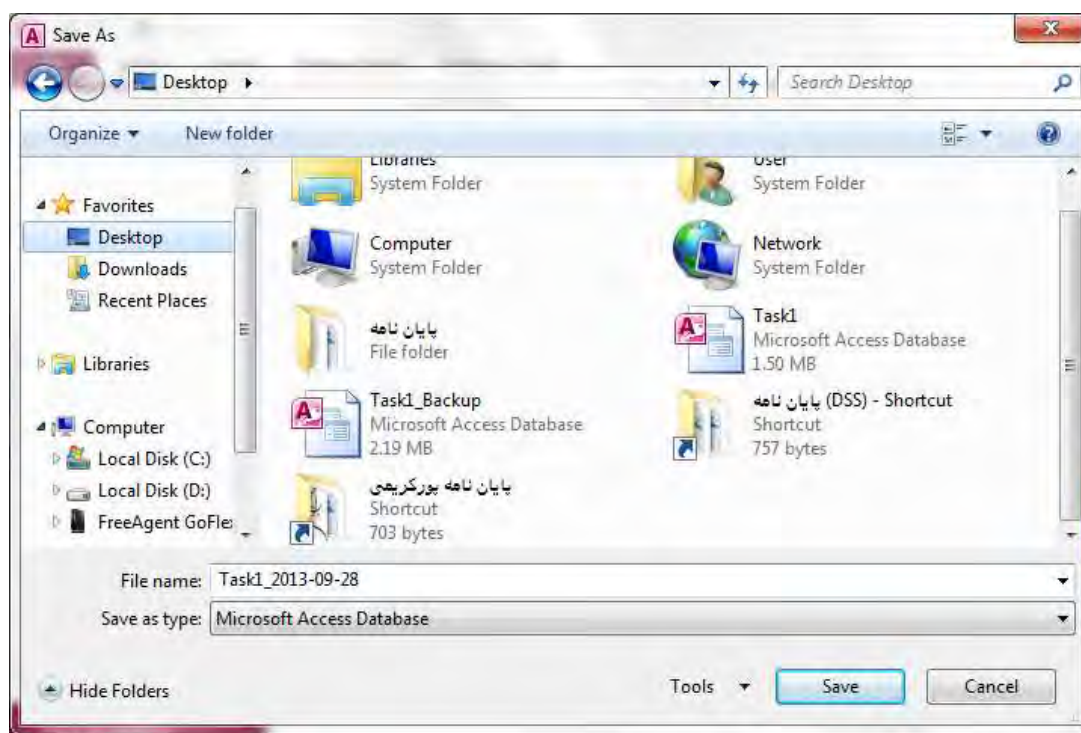 Save As
Desktop
Search Desktop
Organize
New folder
Favorites
Desktop
Downloads
Recent Places
Libraries
Computer
Local Disk (C:)
Local Disk (D:)
FreeAgent GoFle
Libraries
System Folder
User
System Folder
Computer
System Folder
Network
System Folder
پایان نامه
File folder
Task1
Microsoft Access Database
1.50 MB
Task1_Backup
Microsoft Access Database
2.19 MB
پایان نامه (DSS) - Shortcut
Shortcut
757 bytes
پایان نامه پورکریمی
Shortcut
703 bytes
File name: Task1_2013-09-28
Save as type: Microsoft Access Database
Hide Folders
Tools
Save
Cancel